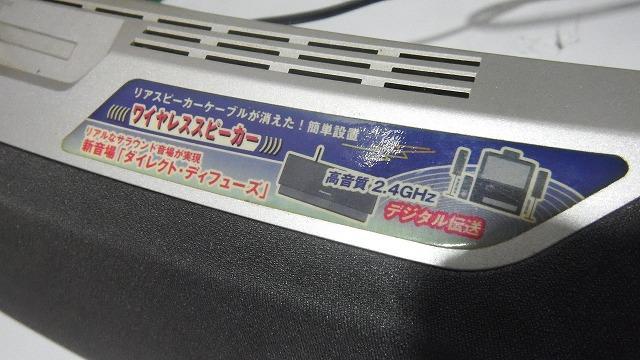 リアスピーカーケーブルが消えた!簡単設置
ワイヤレススピーカー
リアルなサラウンド音場が実現
新音場「ダイレクト・ディフューズ」
高音質 2.4GHz
デジタル伝送